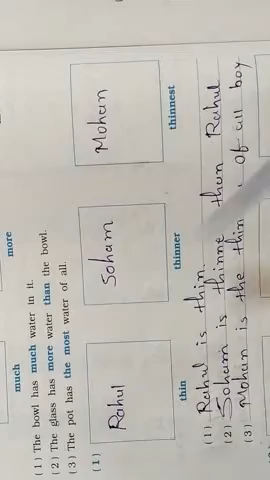 much
more
(1) The bowl has much water in it.
(2) The glass has more water than the bowl.
(3) The pot has the most water of all.
(1)
Rahul
Soham
Mohan
thin
thinner
thinnest
(1) Rahul is thin.
(2) Soham is thinne than Rahul
(3) Mohan is the thin , of all boy